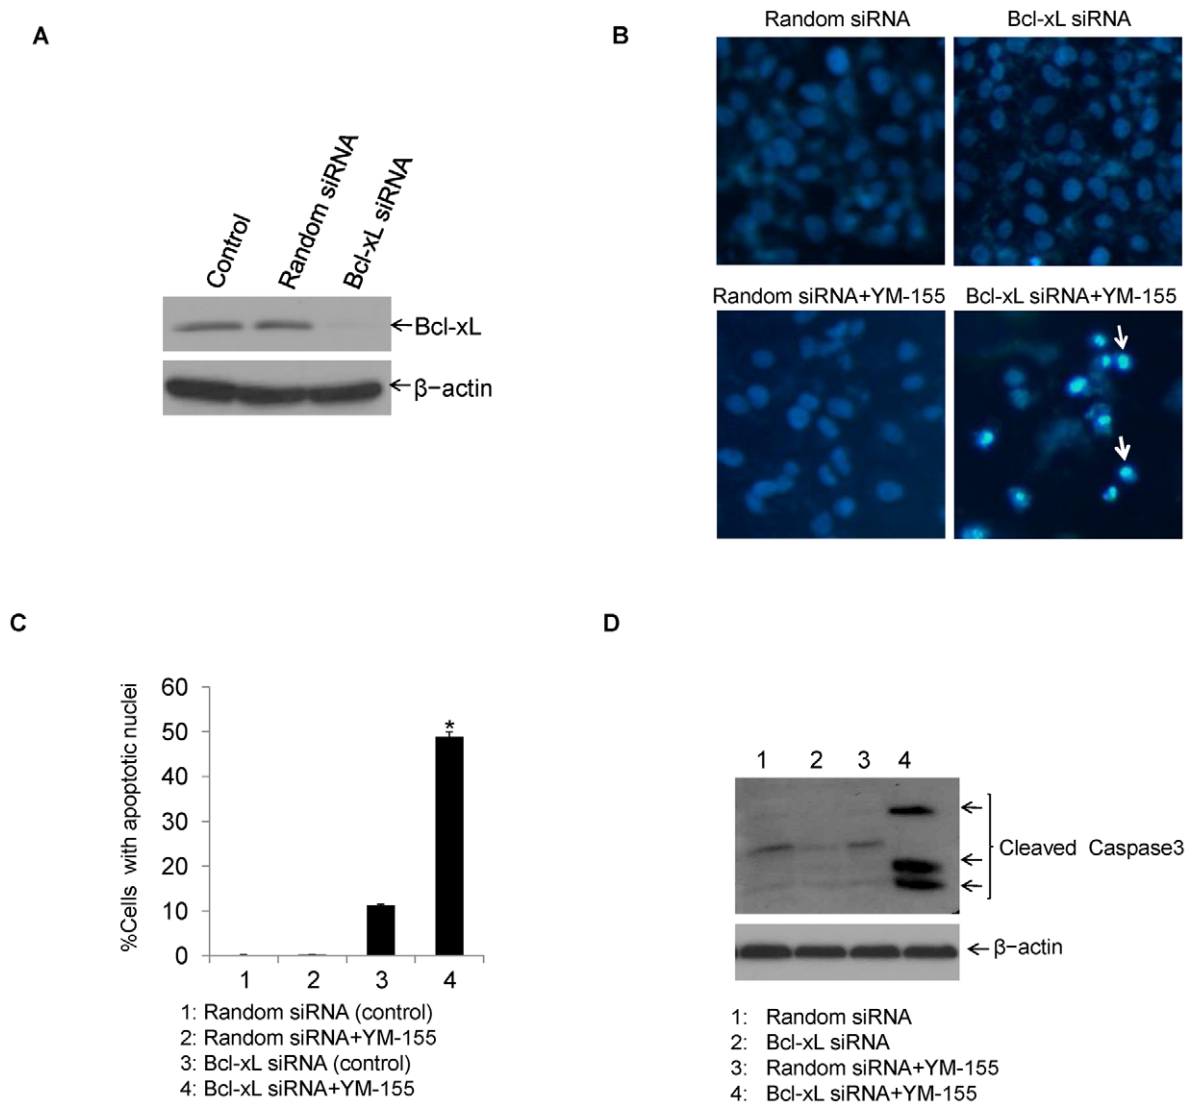 A
Control
Random siRNA
Bcl-xL siRNA
Bcl-xL
β−actin
B
Random siRNA
Bcl-xL siRNA
Random siRNA+YM-155
Bcl-xL siRNA+YM-155
C
%Cells with apoptotic nuclei
60
50
40
30
20
10
0
*
1 2 3 4
1: Random siRNA (control)
2: Random siRNA+YM-155
3: Bcl-xL siRNA (control)
4: Bcl-xL siRNA+YM-155
D
1 2 3 4
Cleaved Caspase3
β−actin
1: Random siRNA
2: Bcl-xL siRNA
3: Random siRNA+YM-155
4: Bcl-xL siRNA+YM-155